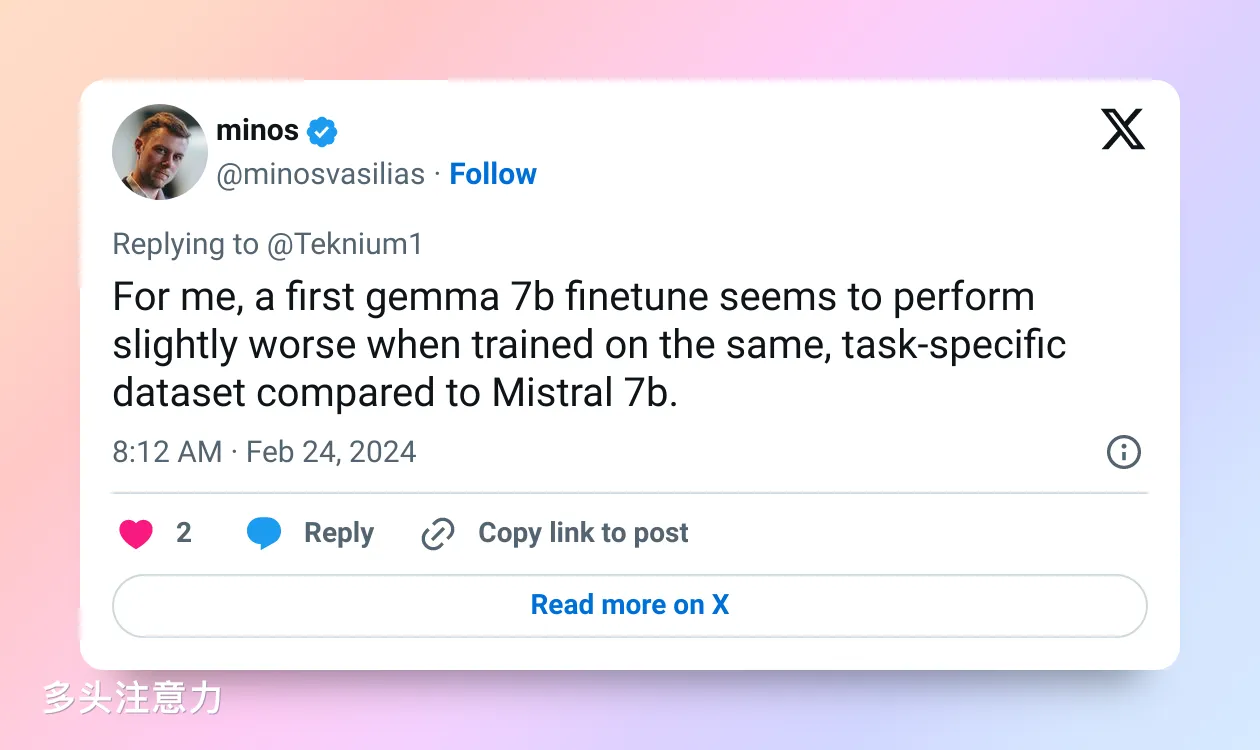 minos
@minosvasilias · Follow
Replying to @Teknium1
For me, a first gemma 7b finetune seems to perform
slightly worse when trained on the same, task-specific
dataset compared to Mistral 7b.
8:12 AM · Feb 24, 2024
2 Reply Copy link to post
Read more on X
多头注意力